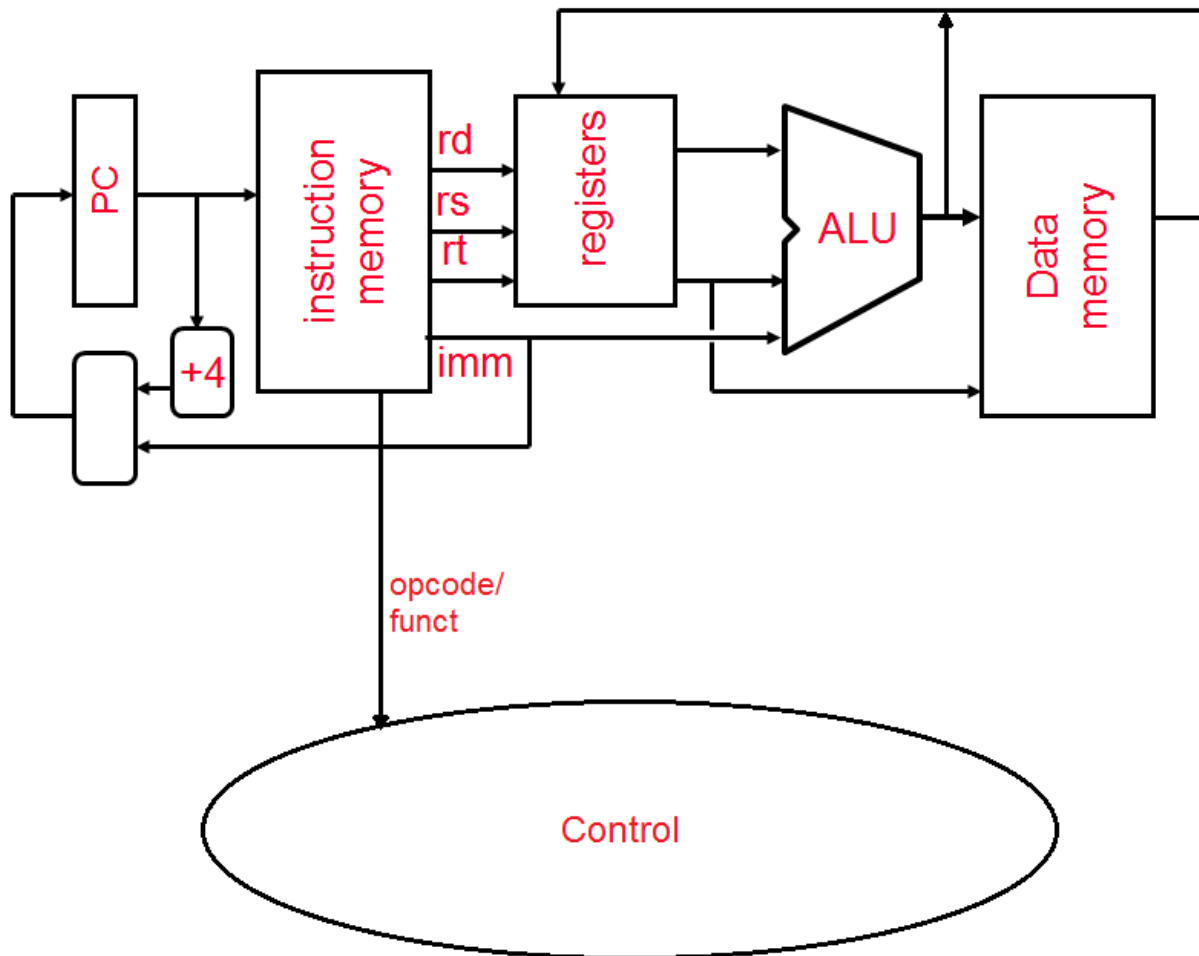 PC
+4
instruction
memory
rd
rs
rt
imm
registers
ALU
Data
memory
opcode/
funct
Control